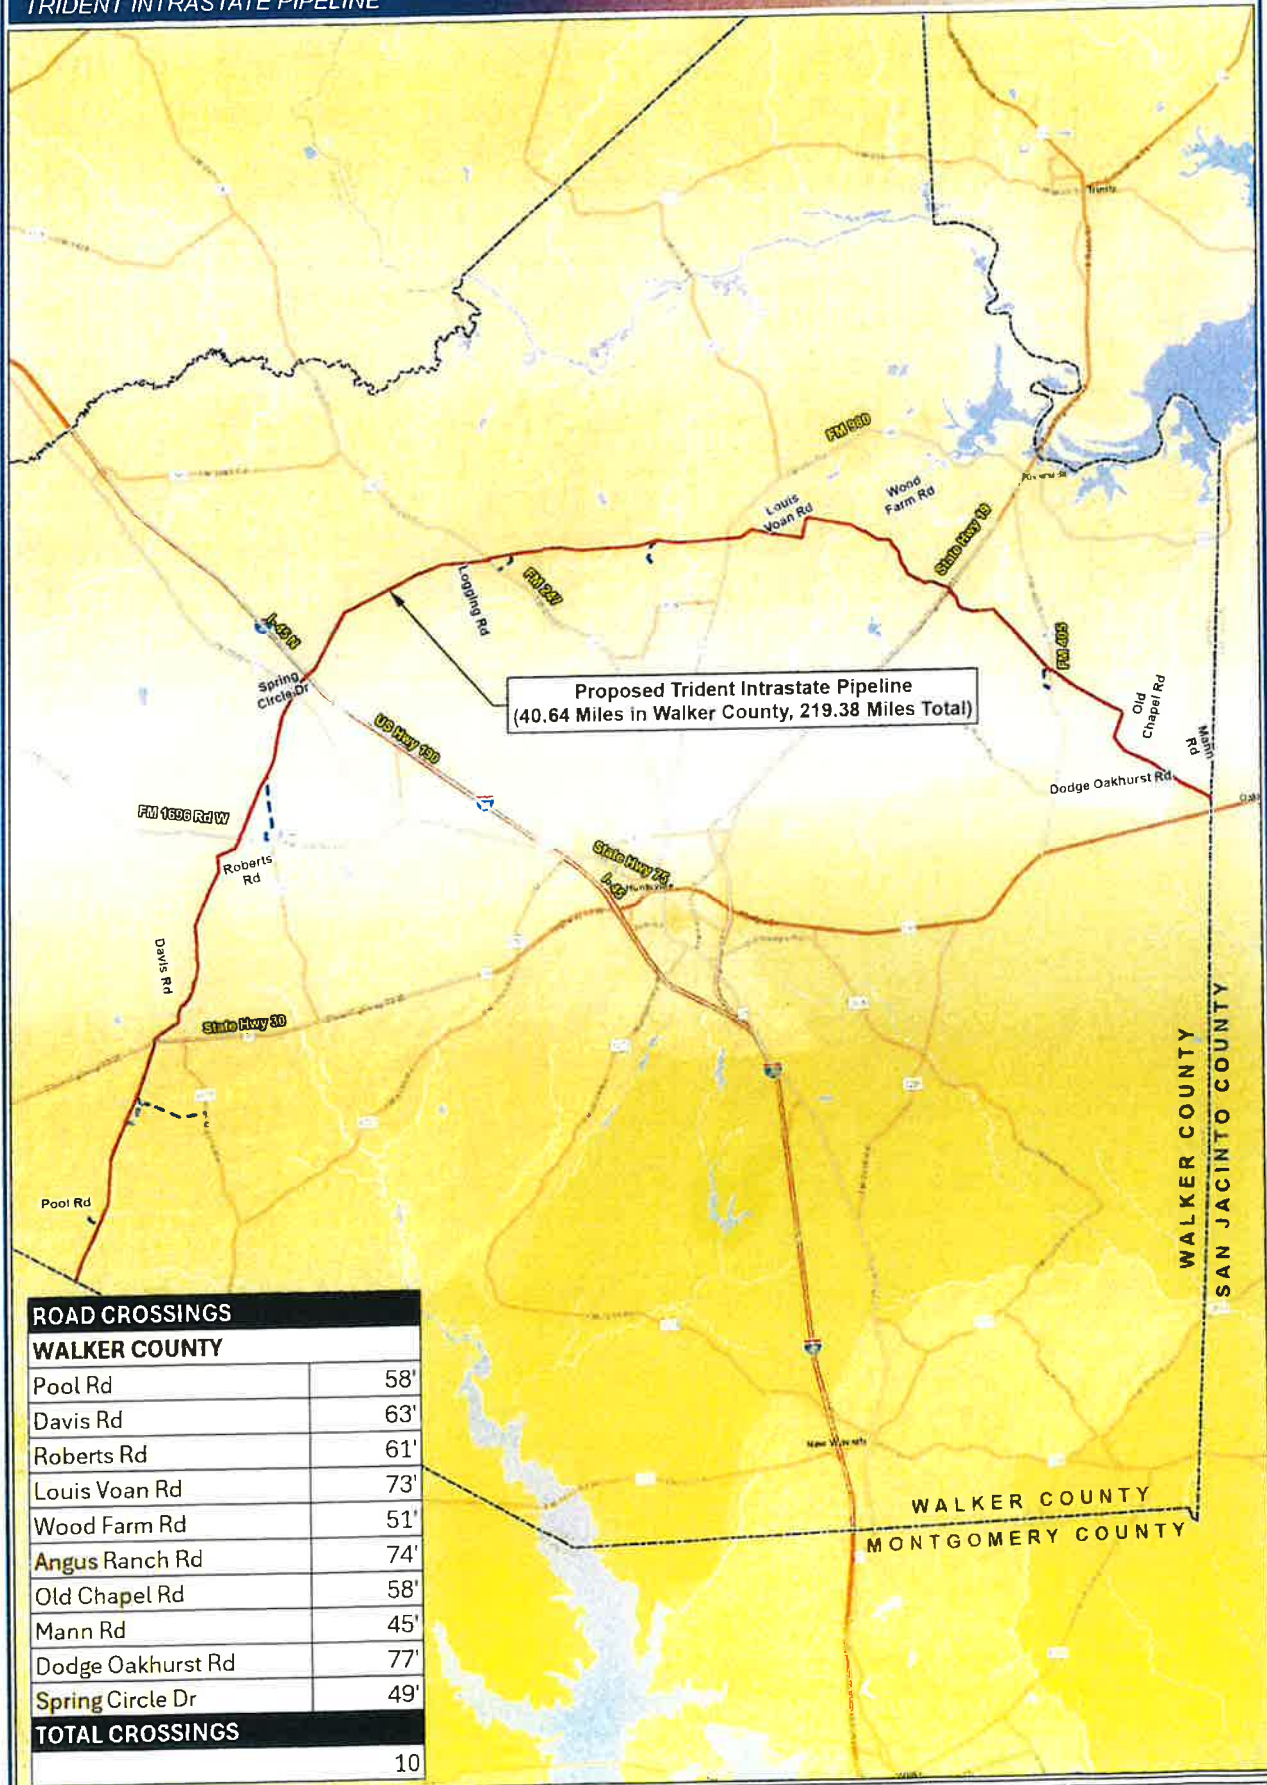 TRIDENT INTRASTATE PIPELINE
Trinity
FM 980
Wood
Farm Rd
Louis
Voan Rd
Riverside
State Hwy 19
Logging Rd
FM 247
I-45 N
FM 405
Spring
Circle Dr
Proposed Trident Intrastate Pipeline
(40.64 Miles in Walker County, 219.38 Miles Total)
Old
Chapel Rd
Mann
Rd
US Hwy 190
Dodge Oakhurst Rd
FM 1696 Rd W
State Hwy 75
I-45
Huntsville
Roberts
Rd
Davis Rd
State Hwy 30
Pool Rd
WALKER COUNTY
SAN JACINTO COUNTY
New Waverly
WALKER COUNTY
MONTGOMERY COUNTY
ROAD CROSSINGS
WALKER COUNTY
Pool Rd 58'
Davis Rd 63'
Roberts Rd 61'
Louis Voan Rd 73'
Wood Farm Rd 51'
Angus Ranch Rd 74'
Old Chapel Rd 58'
Mann Rd 45'
Dodge Oakhurst Rd 77'
Spring Circle Dr 49'
TOTAL CROSSINGS
10